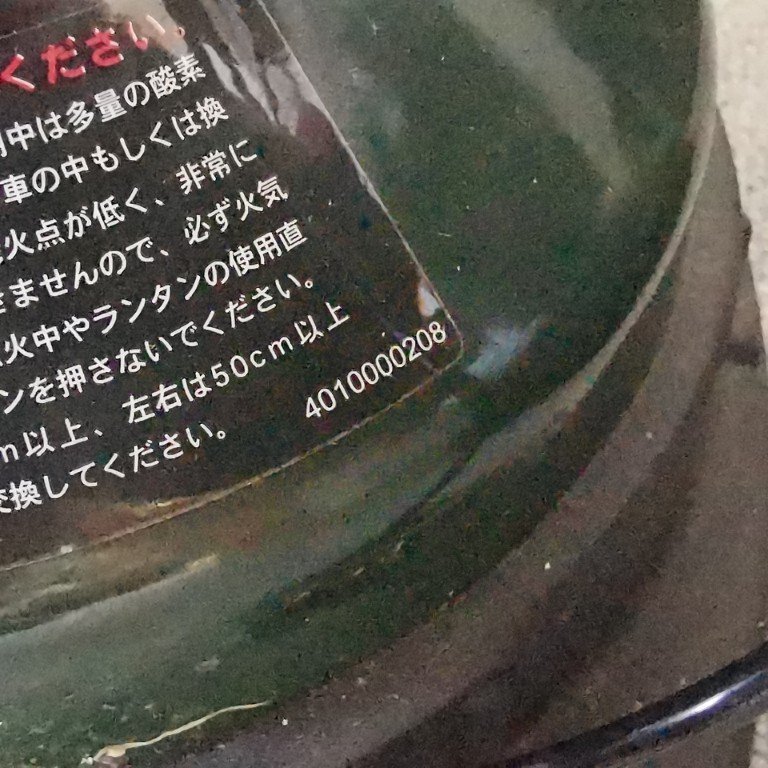 ください。
中は多量の酸素
車の中もしくは換
火点が低く、非常に
きませんので、必ず火気
火中やランタンの使用直
ンを押さないでください。
m以上、左右は50cm以上
交換してください。
4010000208